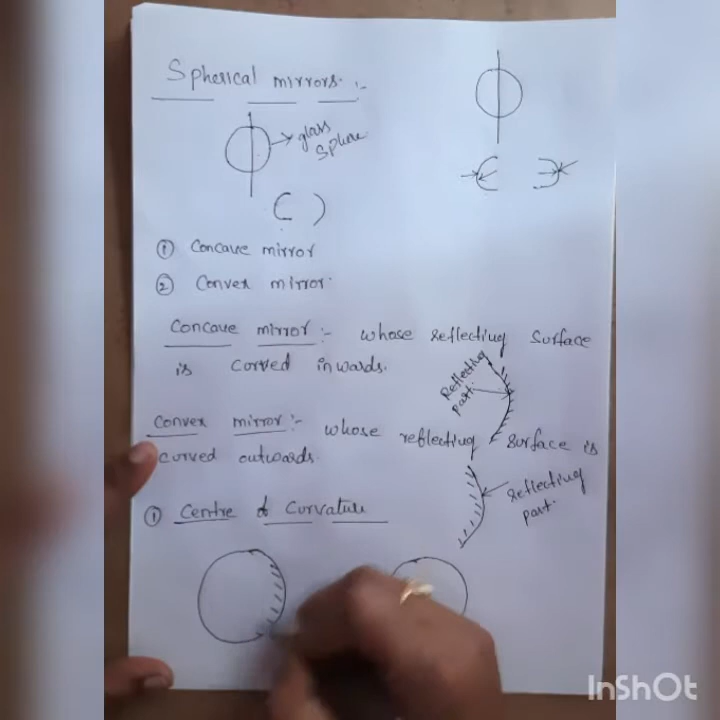 Spherical mirrors :-
glass
sphere
① Concave mirror
② Convex mirror.
Concave mirror :- whose reflecting surface
is corved inwards.
Reflecting
part.
Convex mirror:- whose reflecting surface is
curved outwards.
reflecting
part.
① Centre of Curvature
InShOt